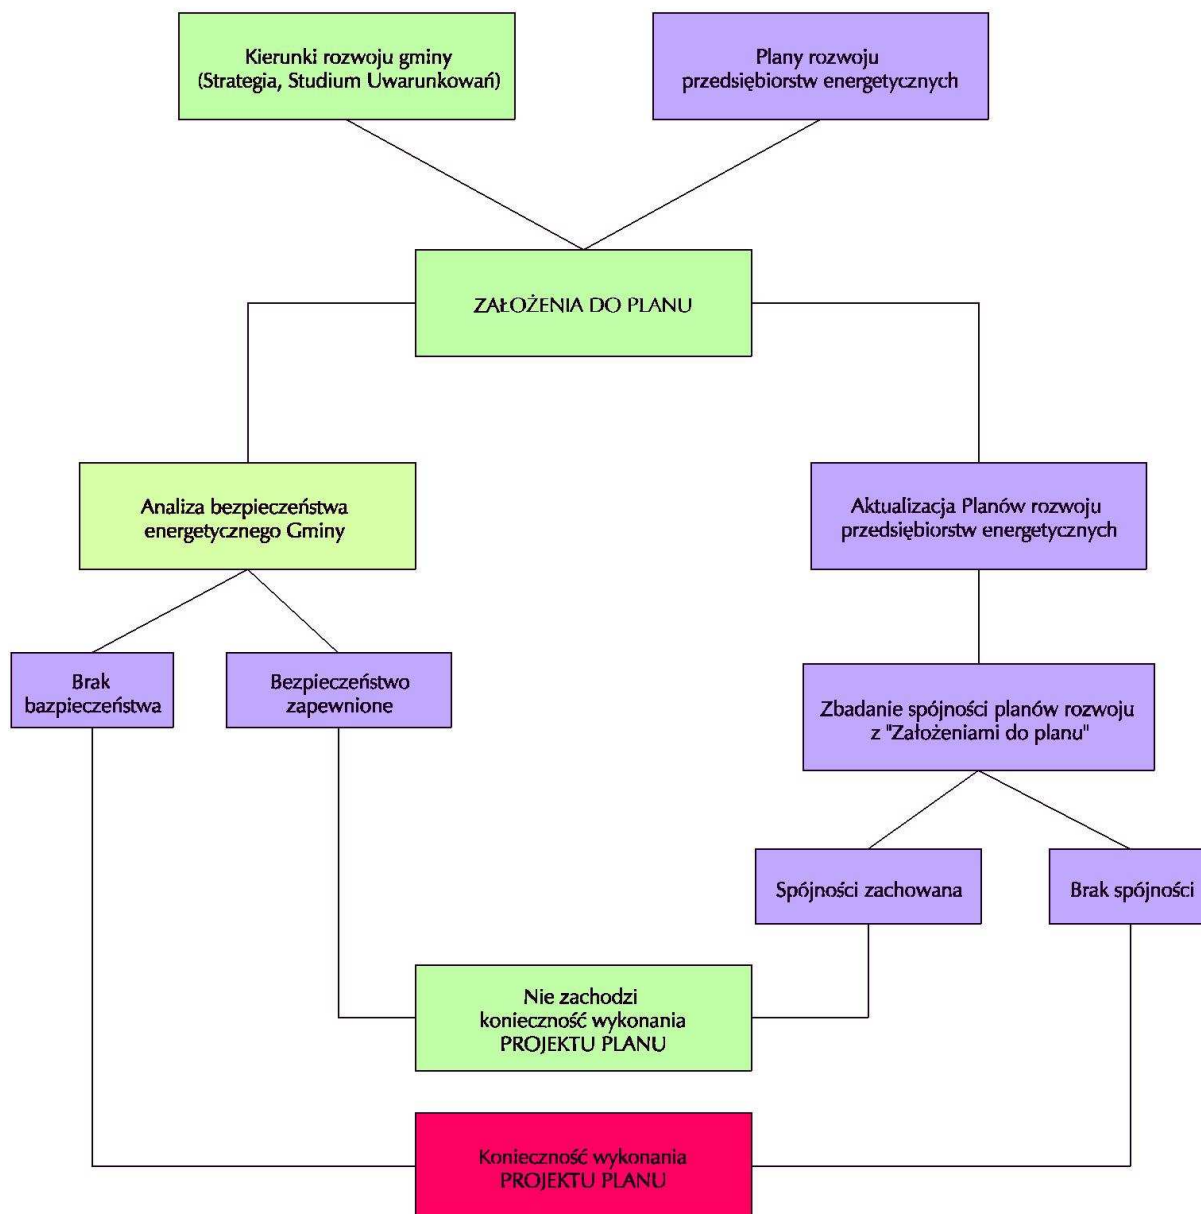 Kierunki rozwoju gminy
(Strategia, Studium Uwarunkowań)
Plany rozwoju
przedsiębiorstw energetycznych
ZAŁOŻENIA DO PLANU
Analiza bezpieczeństwa
energetycznego Gminy
Aktualizacja Planów rozwoju
przedsiębiorstw energetycznych
Brak
bazpieczeństwa
Bezpieczeństwo
zapewnione
Zbadanie spójności planów rozwoju
z "Założeniami do planu"
Spójności zachowana
Brak spójności
Nie zachodzi
konieczność wykonania
PROJEKTU PLANU
Konieczność wykonania
PROJEKTU PLANU